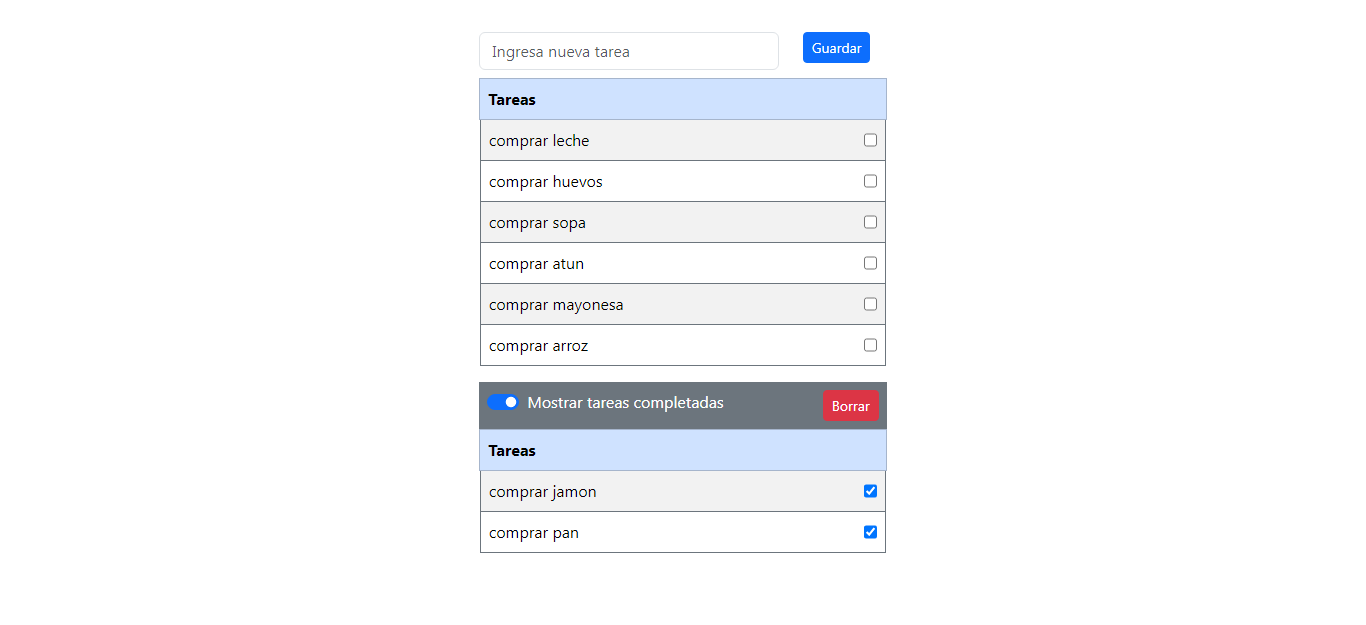 Ingresa nueva tarea
Guardar
Tareas
comprar leche
comprar huevos
comprar sopa
comprar atun
comprar mayonesa
comprar arroz
Mostrar tareas completadas
Borrar
Tareas
comprar jamon
comprar pan